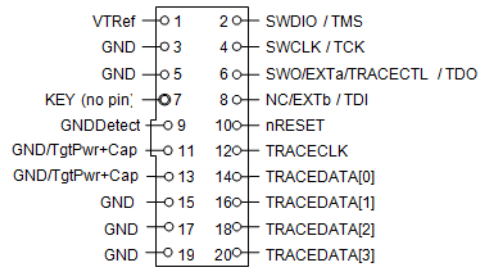 VTRef 1 2 SWDIO / TMS
GND 3 4 SWCLK / TCK
GND 5 6 SWO/EXTa/TRACECTL / TDO
KEY (no pin) 7 8 NC/EXTb / TDI
GNDDetect 9 10 nRESET
GND/TgtPwr+Cap 11 12 TRACECLK
GND/TgtPwr+Cap 13 14 TRACEDATA[0]
GND 15 16 TRACEDATA[1]
GND 17 18 TRACEDATA[2]
GND 19 20 TRACEDATA[3]